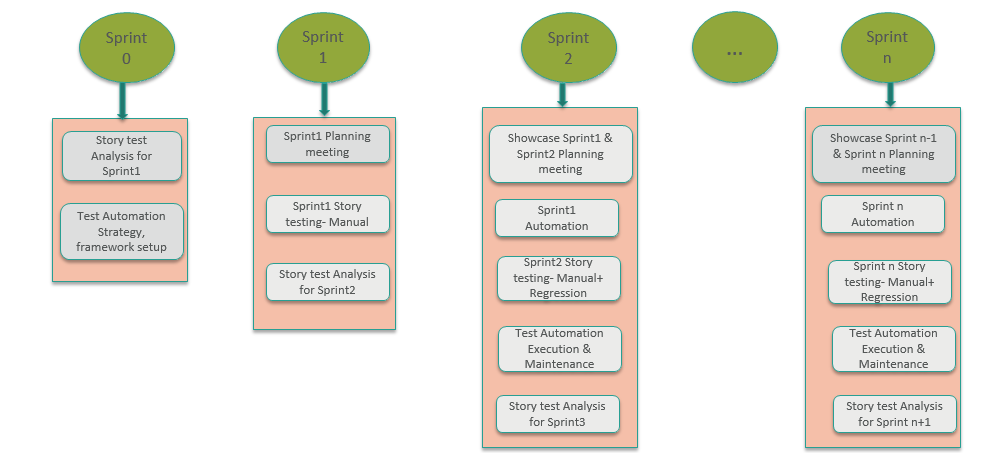 Sprint
0
Sprint
1
Sprint
2
...
Sprint
n
Story test
Analysis for
Sprint1
Test Automation
Strategy,
framework setup
Sprint1 Planning
meeting
Sprint1 Story
testing- Manual
Story test Analysis
for Sprint2
Showcase Sprint1 &
Sprint2 Planning
meeting
Sprint1
Automation
Sprint2 Story
testing- Manual+
Regression
Test Automation
Execution &
Maintenance
Story test Analysis
for Sprint3
Showcase Sprint n-1
& Sprint n Planning
meeting
Sprint n
Automation
Sprint n Story
testing- Manual+
Regression
Test Automation
Execution &
Maintenance
Story test Analysis
for Sprint n+1